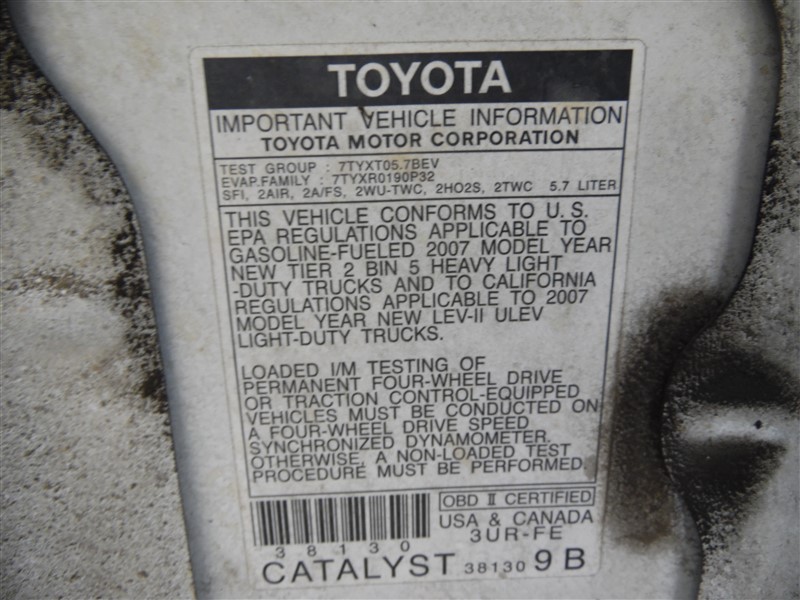 TOYOTA
IMPORTANT VEHICLE INFORMATION
TOYOTA MOTOR CORPORATION
TEST GROUP : 7TYXT05.7BEV
EVAP.FAMILY : 7TYXR0190P32
SFI, 2AIR, 2A/FS, 2WU-TWC, 2HO2S, 2TWC 5.7 LITER
THIS VEHICLE CONFORMS TO U.S.
EPA REGULATIONS APPLICABLE TO
GASOLINE-FUELED 2007 MODEL YEAR
NEW TIER 2 BIN 5 HEAVY LIGHT
-DUTY TRUCKS AND TO CALIFORNIA
REGULATIONS APPLICABLE TO 2007
MODEL YEAR NEW LEV-II ULEV
LIGHT-DUTY TRUCKS.
LOADED I/M TESTING OF
PERMANENT FOUR-WHEEL DRIVE
OR TRACTION CONTROL-EQUIPPED
VEHICLES MUST BE CONDUCTED ON
A FOUR-WHEEL DRIVE SPEED
SYNCHRONIZED DYNAMOMETER.
OTHERWISE, A NON-LOADED TEST
PROCEDURE MUST BE PERFORMED.
OBD II CERTIFIED
USA & CANADA
3UR-FE
38130
CATALYST 38130 9B